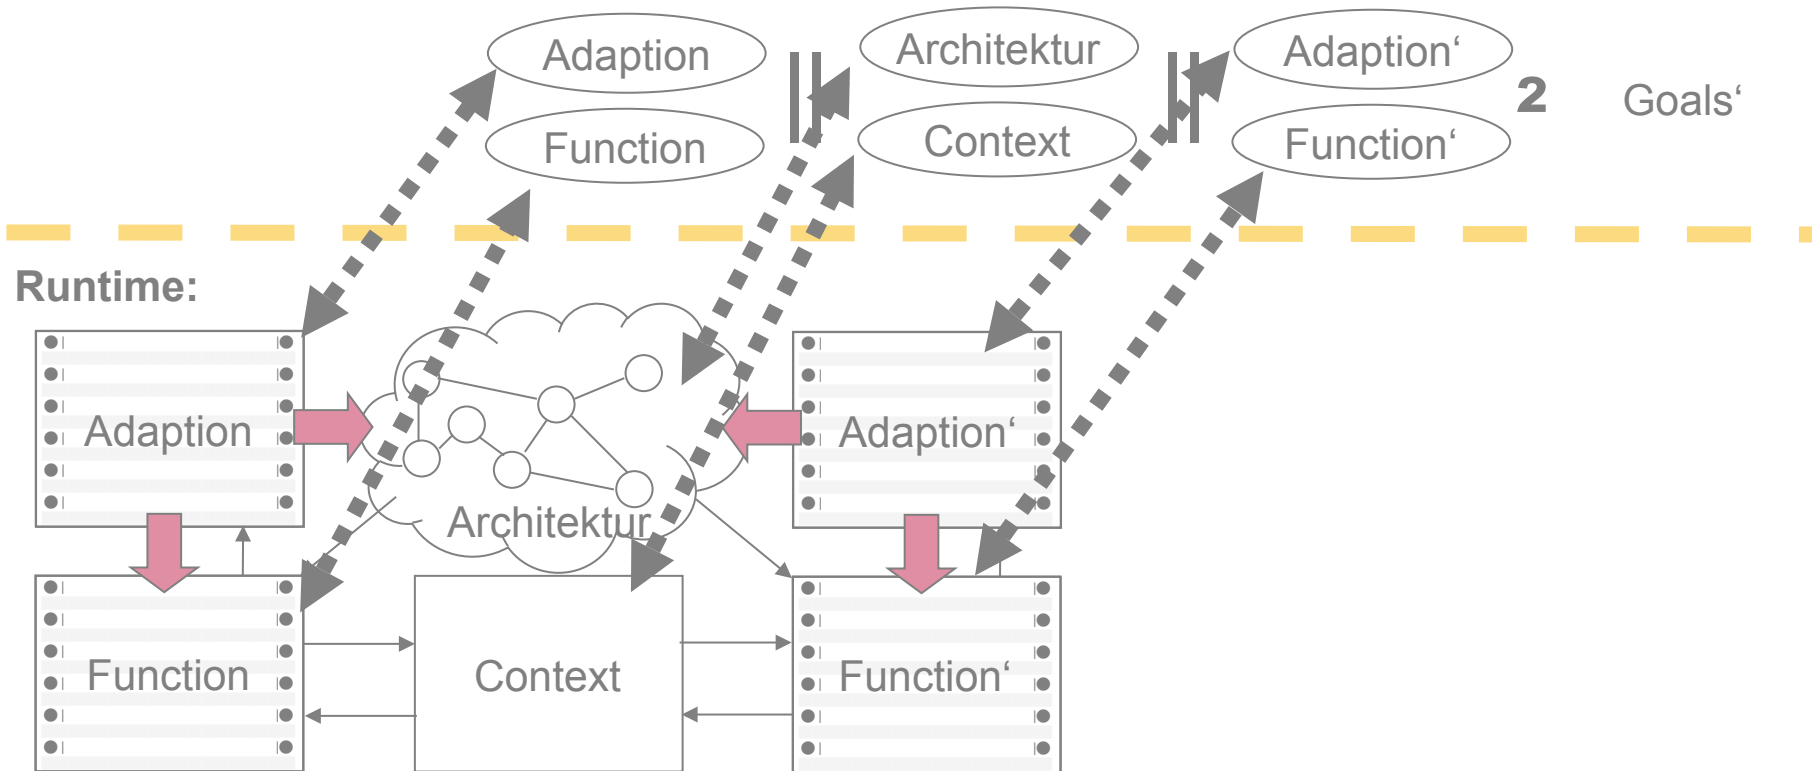 Adaption
Architektur
Adaption‘
Function
Context
Function‘
2
Goals‘
Runtime:
Adaption
Adaption‘
Architektur
Function
Context
Function‘